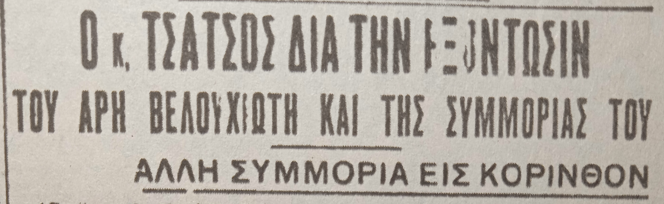 Ο κ. ΤΣΑΤΣΟΣ ΔΙΑ ΤΗΝ ΕΞΟΝΤΩΣΙΝ
ΤΟΥ ΑΡΗ ΒΕΛΟΥΧΙΩΤΗ ΚΑΙ ΤΗΣ ΣΥΜΜΟΡΙΑΣ ΤΟΥ
ΑΛΛΗ ΣΥΜΜΟΡΙΑ ΕΙΣ ΚΟΡΙΝΘΟΝ